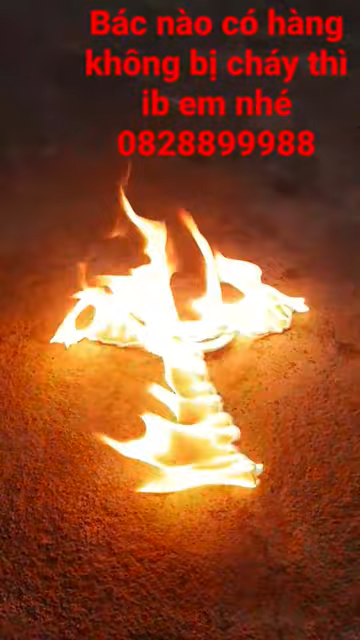 Bác nào có hàng
không bị cháy thì
ib em nhé
0828899988